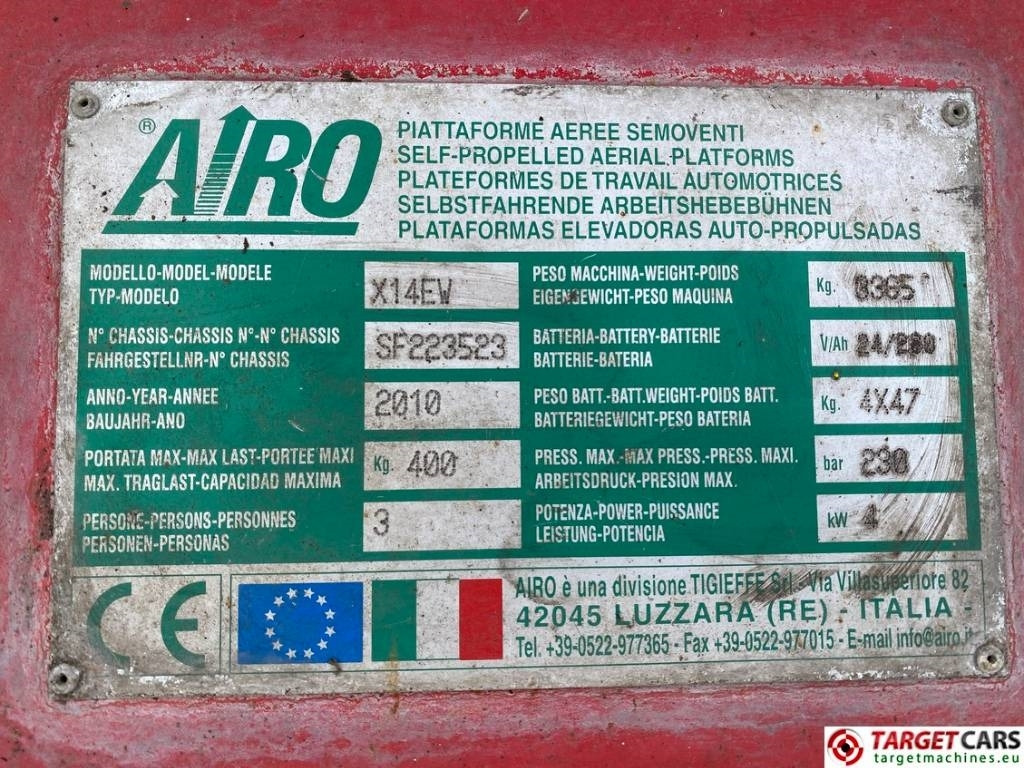 ® AIRO
PIATTAFORME AEREE SEMOVENTI
SELF-PROPELLED AERIAL PLATFORMS
PLATEFORMES DE TRAVAIL AUTOMOTRICES
SELBSTFAHRENDE ARBEITSHEBEBÜHNEN
PLATAFORMAS ELEVADORAS AUTO-PROPULSADAS
MODELLO-MODEL-MODELE
TYP-MODELO
X14EW
N° CHASSIS-CHASSIS N°-N° CHASSIS
FAHRGESTELLNR-N° CHASSIS
SF223523
ANNO-YEAR-ANNEE
BAUJAHR-ANO
2010
PORTATA MAX-MAX LAST-PORTEE MAXI
MAX. TRAGLAST-CAPACIDAD MAXIMA
Kg. 400
PERSONE-PERSONS-PERSONNES
PERSONEN-PERSONAS
3
PESO MACCHINA-WEIGHT-POIDS
EIGENGEWICHT-PESO MAQUINA
Kg.
BATTERIA-BATTERY-BATTERIE
BATTERIE-BATERIA
V/Ah
PESO BATT.-BATT.WEIGHT-POIDS BATT.
BATTERIEGEWICHT-PESO BATERIA
Kg. 4X47
PRESS. MAX.-MAX PRESS.-PRESS. MAXI.
ARBEITSDRUCK-PRESION MAX.
bar 230
POTENZA-POWER-PUISSANCE
LEISTUNG-POTENCIA
kW 4
CE
AIRO è una divisione TIGIEFFE Srl - Via Villasuperiore 82
42045 LUZZARA (RE) - ITALIA
Tel. +39-0522-977365 - Fax +39-0522-977015 - E-mail info@airo.it
TARGETCARS
targetmachines.eu